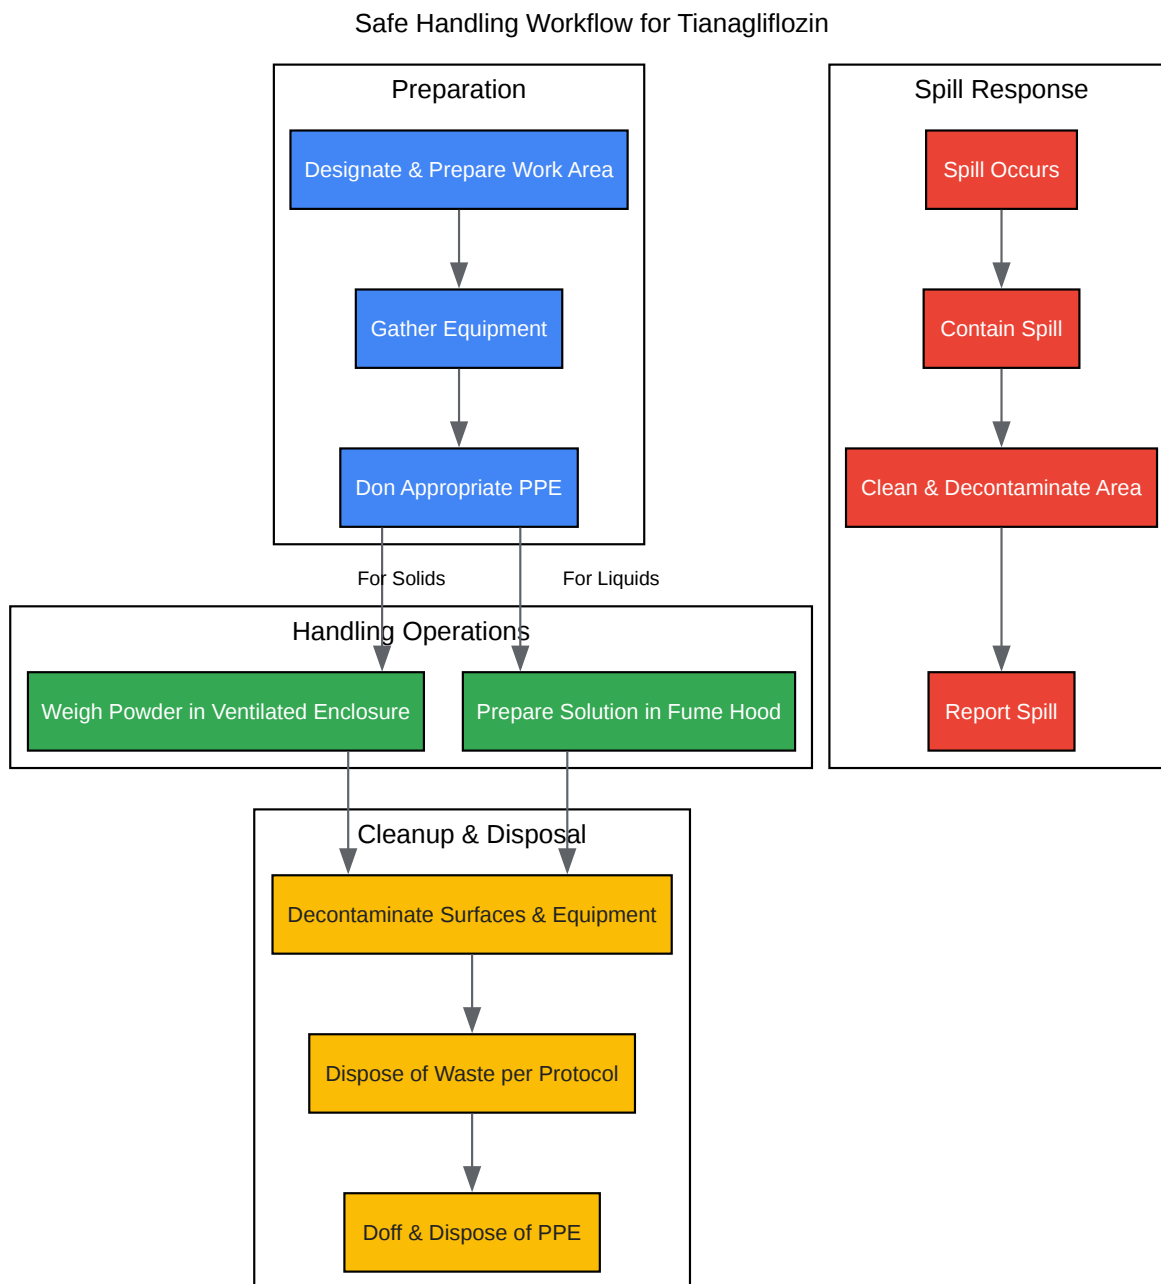 Safe Handling Workflow for Tianagliflozin
Preparation
Designate & Prepare Work Area
Gather Equipment
Don Appropriate PPE
For Solids
For Liquids
Handling Operations
Weigh Powder in Ventilated Enclosure
Prepare Solution in Fume Hood
Cleanup & Disposal
Decontaminate Surfaces & Equipment
Dispose of Waste per Protocol
Doff & Dispose of PPE
Spill Response
Spill Occurs
Contain Spill
Clean & Decontaminate Area
Report Spill